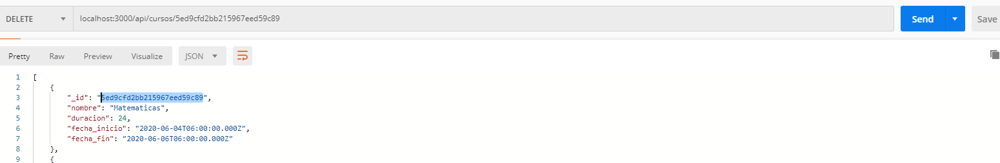 DELETE localhost:3000/api/cursos/5ed9cfd2bb215967eed59c89 Send Save
Pretty Raw Preview Visualize JSON
1 [
2 {
3 "_id": "5ed9cfd2bb215967eed59c89",
4 "nombre": "Matematicas",
5 "duracion": 24,
6 "fecha_inicio": "2020-06-04T06:00:00.000Z",
7 "fecha_fin": "2020-06-06T06:00:00.000Z"
8 },
9 {